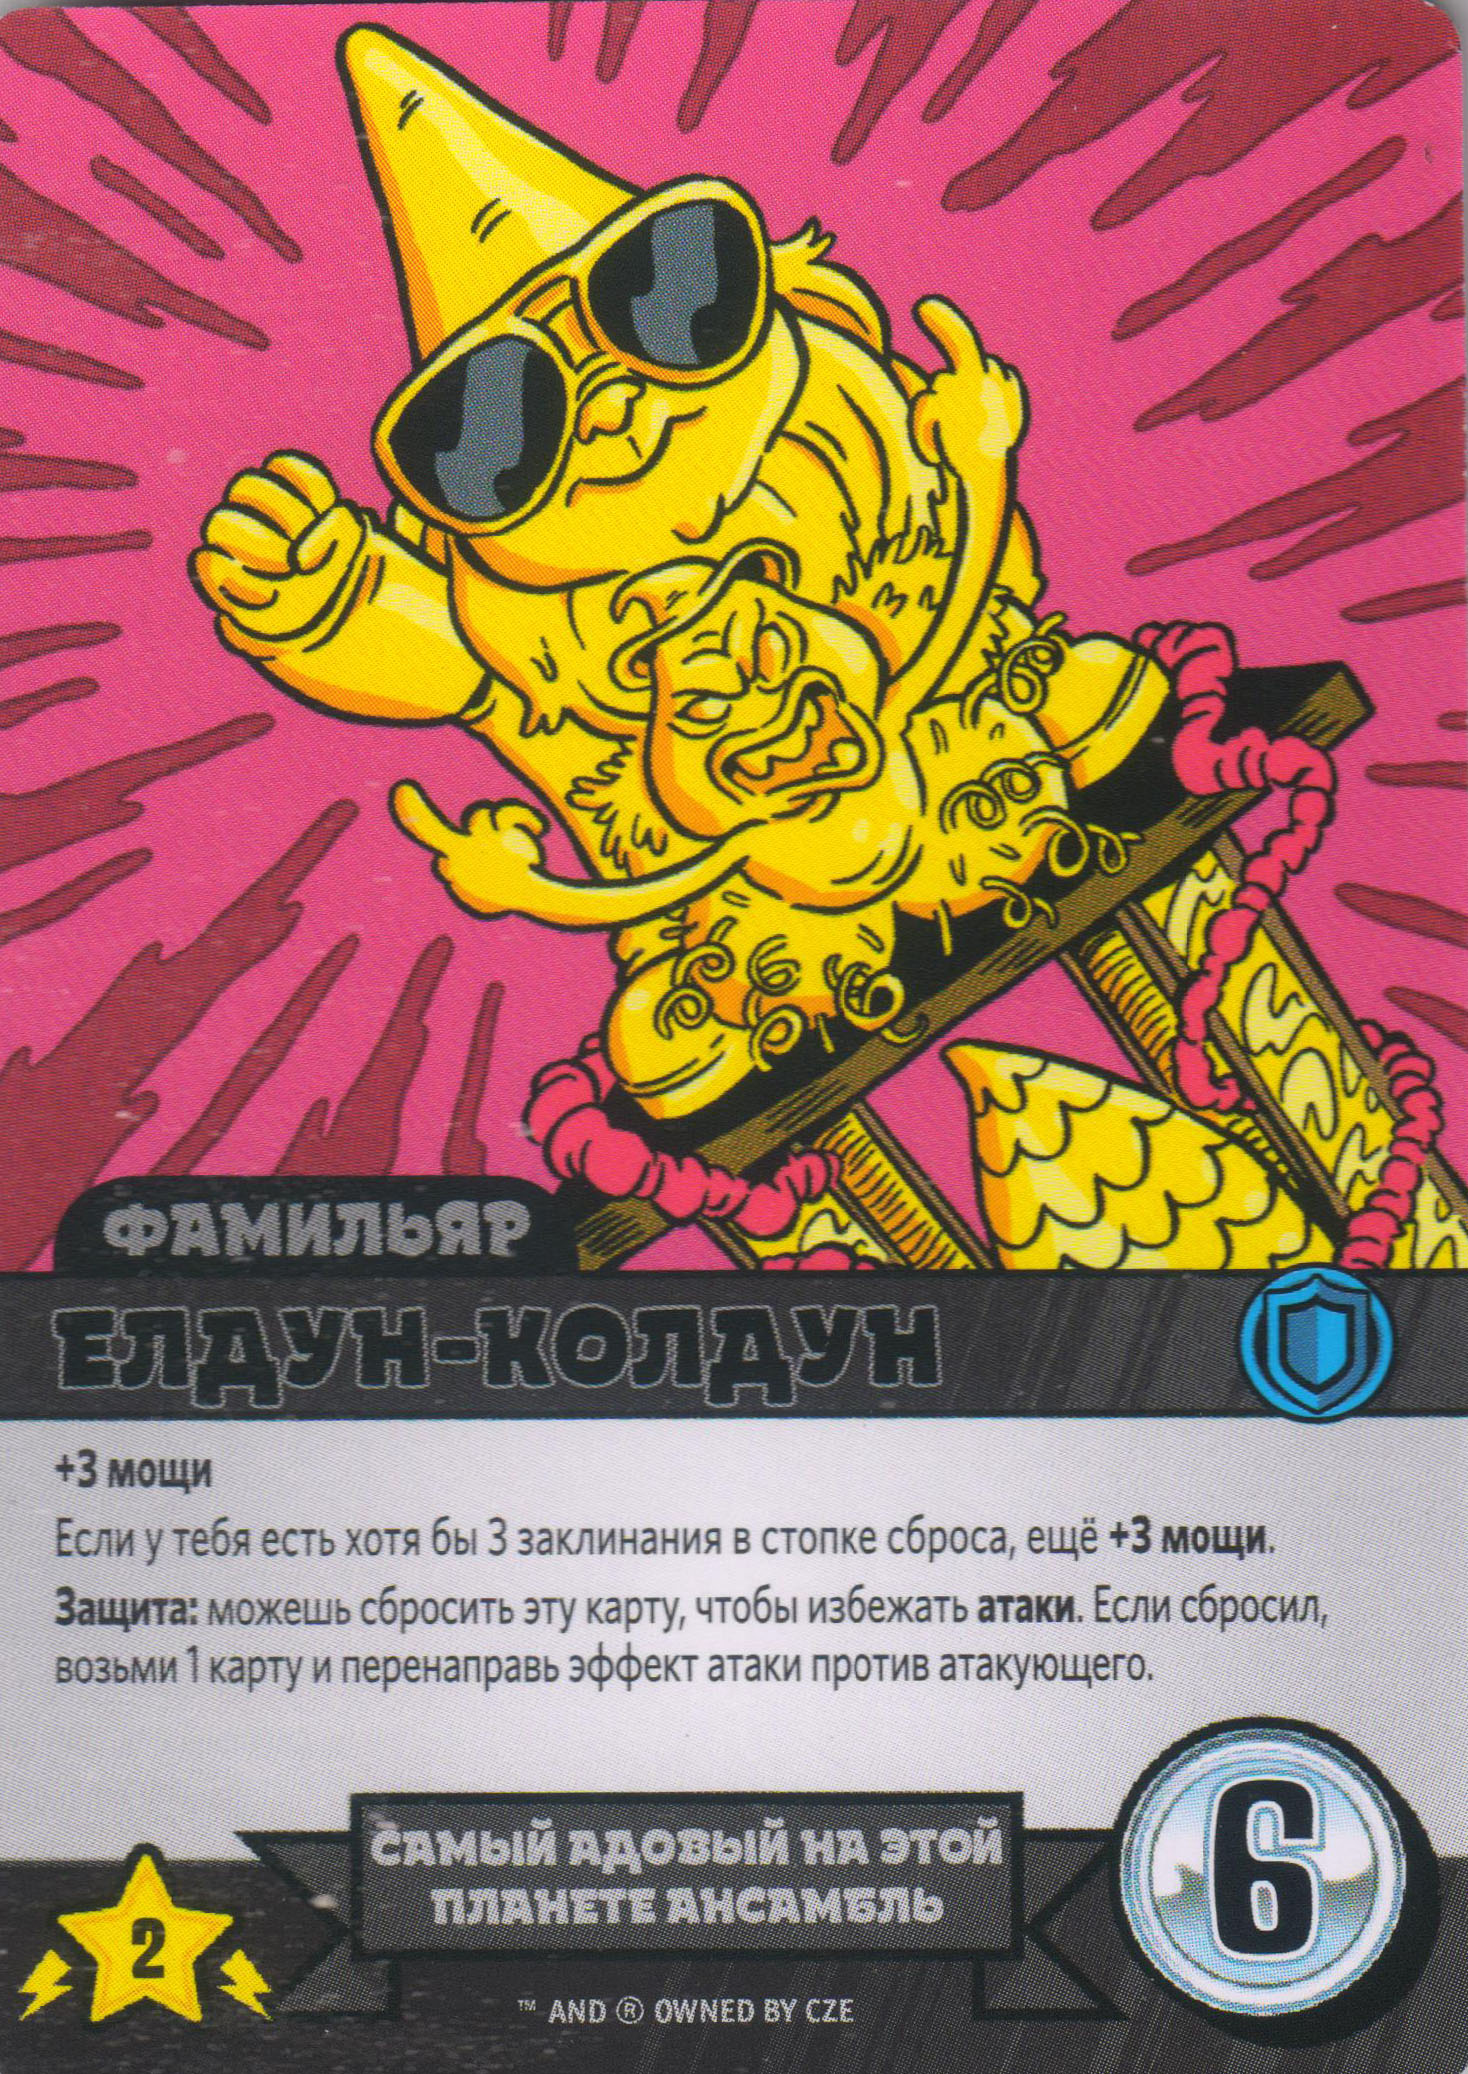 ФАМИЛЬЯР
ЕЛДУН-КОЛДУН
+3 мощи
Если у тебя есть хотя бы 3 заклинания в стопке сброса, ещё +3 мощи.
Защита: можешь сбросить эту карту, чтобы избежать атаки. Если сбросил,
возьми 1 карту и перенаправь эффект атаки против атакующего.
САМЫЙ АДОВЫЙ НА ЭТОЙ
ПЛАНЕТЕ АНСАМБЛЬ
2
6
™ AND ® OWNED BY CZE